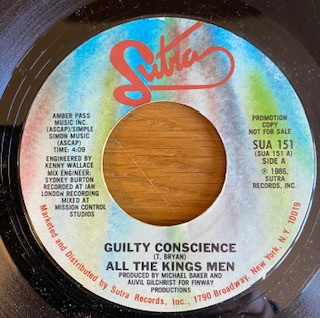 Sutra
AMBER PASS
MUSIC INC.
(ASCAP)/SIMPLE
SIMON MUSIC
(ASCAP)
TIME: 4:09
ENGINEERED BY
KENNY WALLACE
MIX ENGINEER:
SYDNEY BURTON
RECORDED AT IAN
LONDON RECORDING
MIXED AT
MISSION CONTROL
STUDIOS
PROMOTION
COPY
NOT FOR SALE
SUA 151
(SUA 151 A)
SIDE A
℗ 1986,
SUTRA
RECORDS, INC.
GUILTY CONSCIENCE
(T. BRYAN)
ALL THE KINGS MEN
PRODUCED BY MICHAEL BAKER AND
AUVIL GILCHRIST FOR FINWAY
PRODUCTIONS
Marketed and Distributed by Sutra Records, Inc., 1790 Broadway, New York, N.Y. 10019